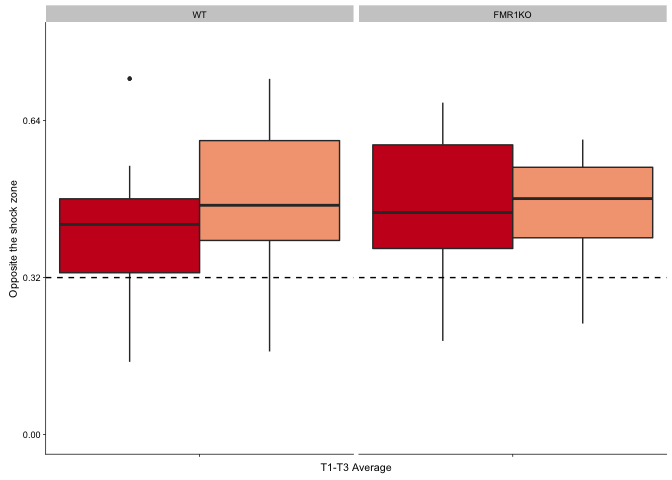 WT
FMR1KO
Opposite the shock zone
0.64
0.32
0.00
T1-T3 Average